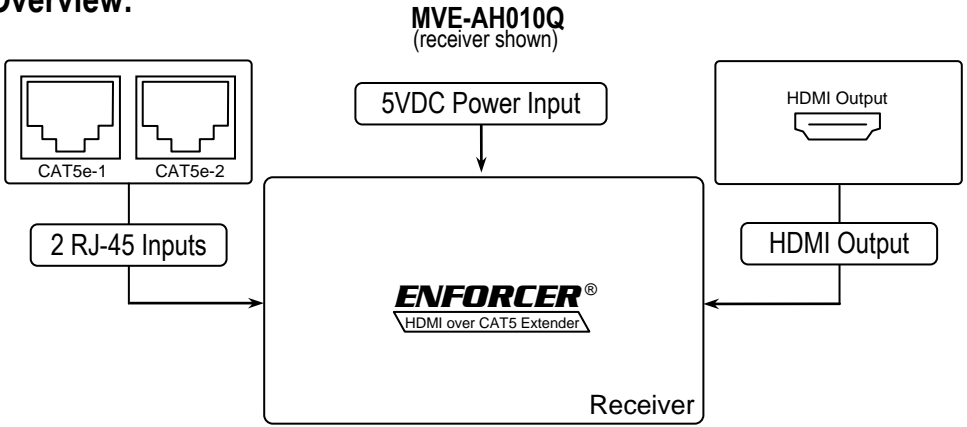 Overview:
MVE-AH010Q
(receiver shown)
CAT5e-1 CAT5e-2
5VDC Power Input
HDMI Output
2 RJ-45 Inputs
HDMI Output
ENFORCER®
HDMI over CAT5 Extender
Receiver